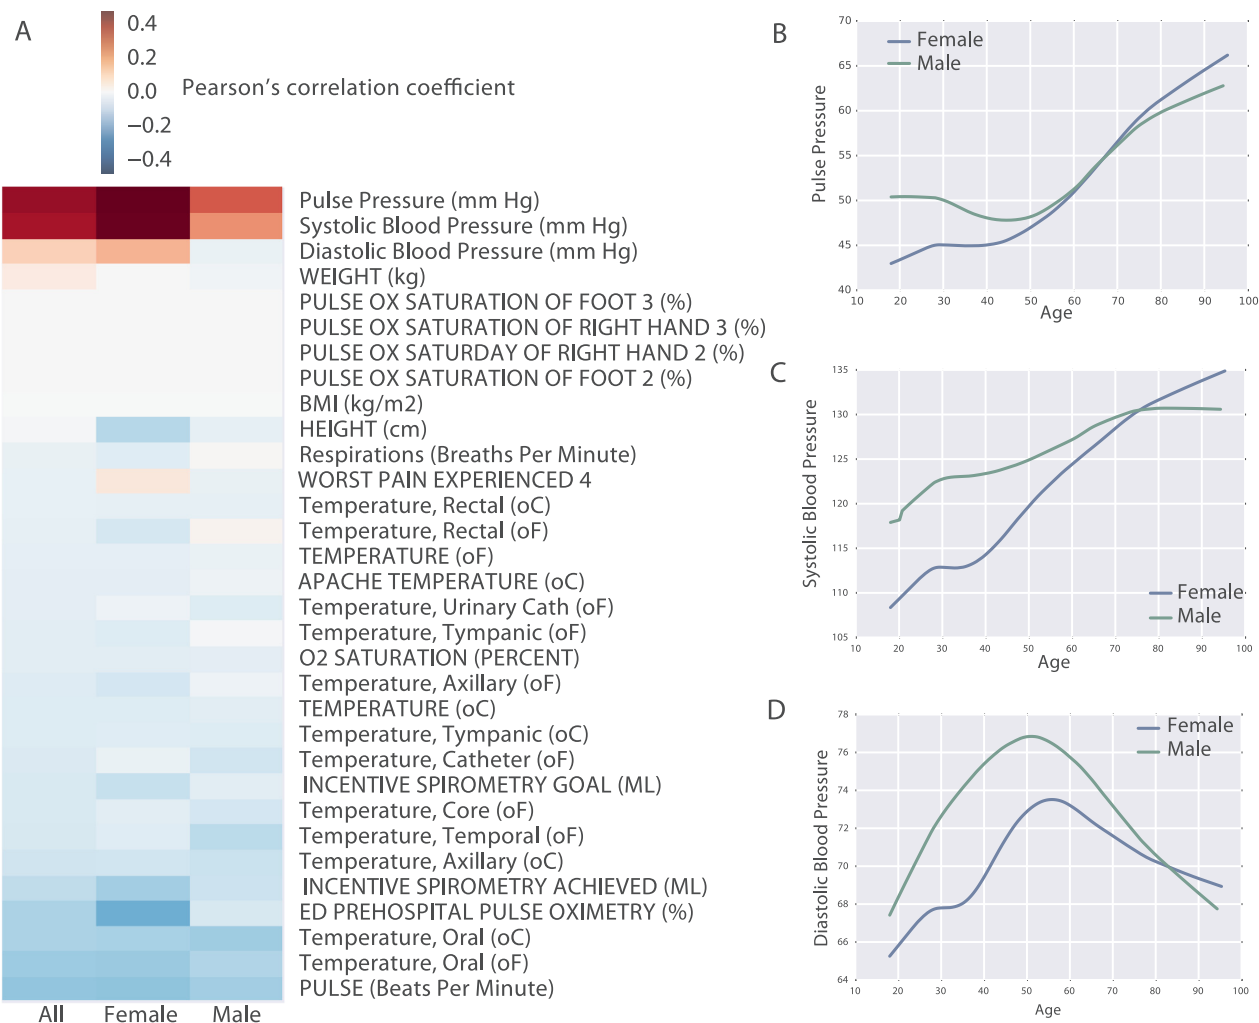 A
0.4
0.2
0.0
−0.2
−0.4
Pearson's correlation coefficient
Pulse Pressure (mm Hg)
Systolic Blood Pressure (mm Hg)
Diastolic Blood Pressure (mm Hg)
WEIGHT (kg)
PULSE OX SATURATION OF FOOT 3 (%)
PULSE OX SATURATION OF RIGHT HAND 3 (%)
PULSE OX SATURDAY OF RIGHT HAND 2 (%)
PULSE OX SATURATION OF FOOT 2 (%)
BMI (kg/m2)
HEIGHT (cm)
Respirations (Breaths Per Minute)
WORST PAIN EXPERIENCED 4
Temperature, Rectal (oC)
Temperature, Rectal (oF)
TEMPERATURE (oF)
APACHE TEMPERATURE (oC)
Temperature, Urinary Cath (oF)
Temperature, Tympanic (oF)
O2 SATURATION (PERCENT)
Temperature, Axillary (oF)
TEMPERATURE (oC)
Temperature, Tympanic (oC)
Temperature, Catheter (oF)
INCENTIVE SPIROMETRY GOAL (ML)
Temperature, Core (oF)
Temperature, Temporal (oF)
Temperature, Axillary (oC)
INCENTIVE SPIROMETRY ACHIEVED (ML)
ED PREHOSPITAL PULSE OXIMETRY (%)
Temperature, Oral (oC)
Temperature, Oral (oF)
PULSE (Beats Per Minute)
All Female Male
B
Pulse Pressure
70
65
60
55
50
45
40
Female
Male
10 20 30 40 50 60 70 80 90 100
Age
C
Systolic Blood Pressure
135
130
125
120
115
110
105
Female
Male
10 20 30 40 50 60 70 80 90 100
Age
D
Diastolic Blood Pressure
78
76
74
72
70
68
66
64
Female
Male
10 20 30 40 50 60 70 80 90 100
Age